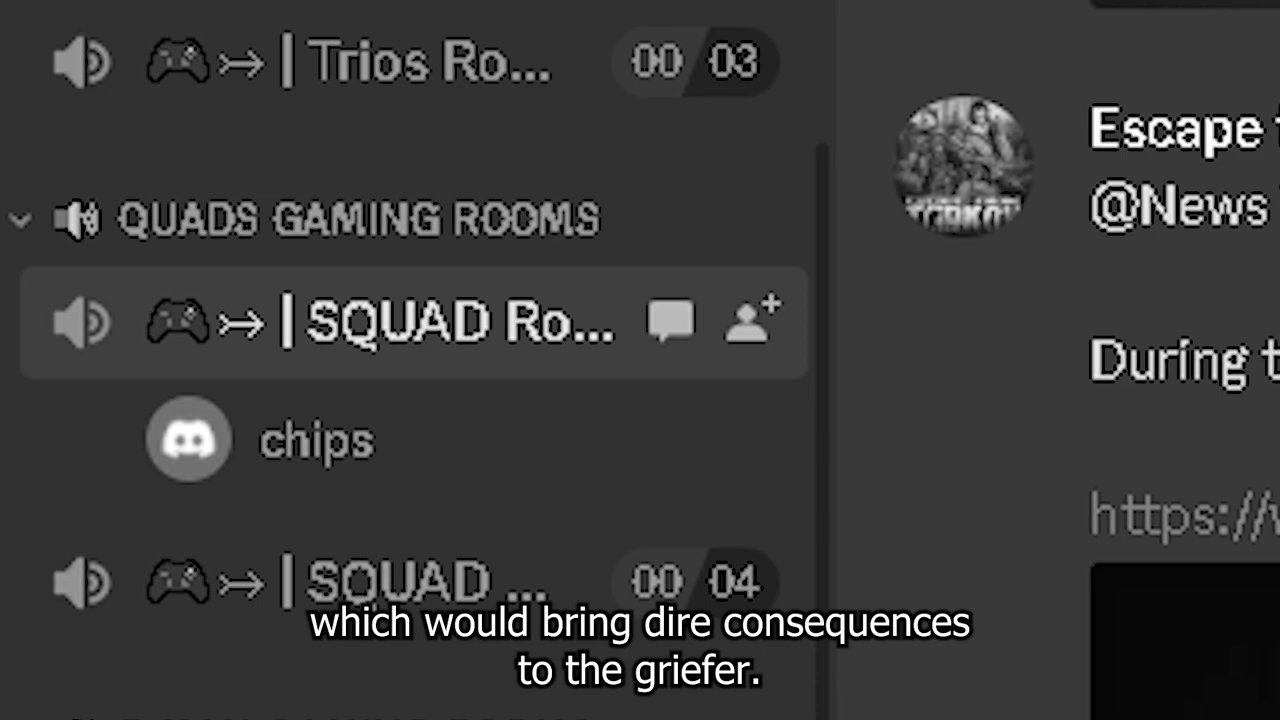 | Trios Ro... 00 03
QUADS GAMING ROOMS
| SQUAD Ro...
chips
| SQUAD ... 00 04
Escape
@News
During t
https://
which would bring dire consequences
to the griefer.